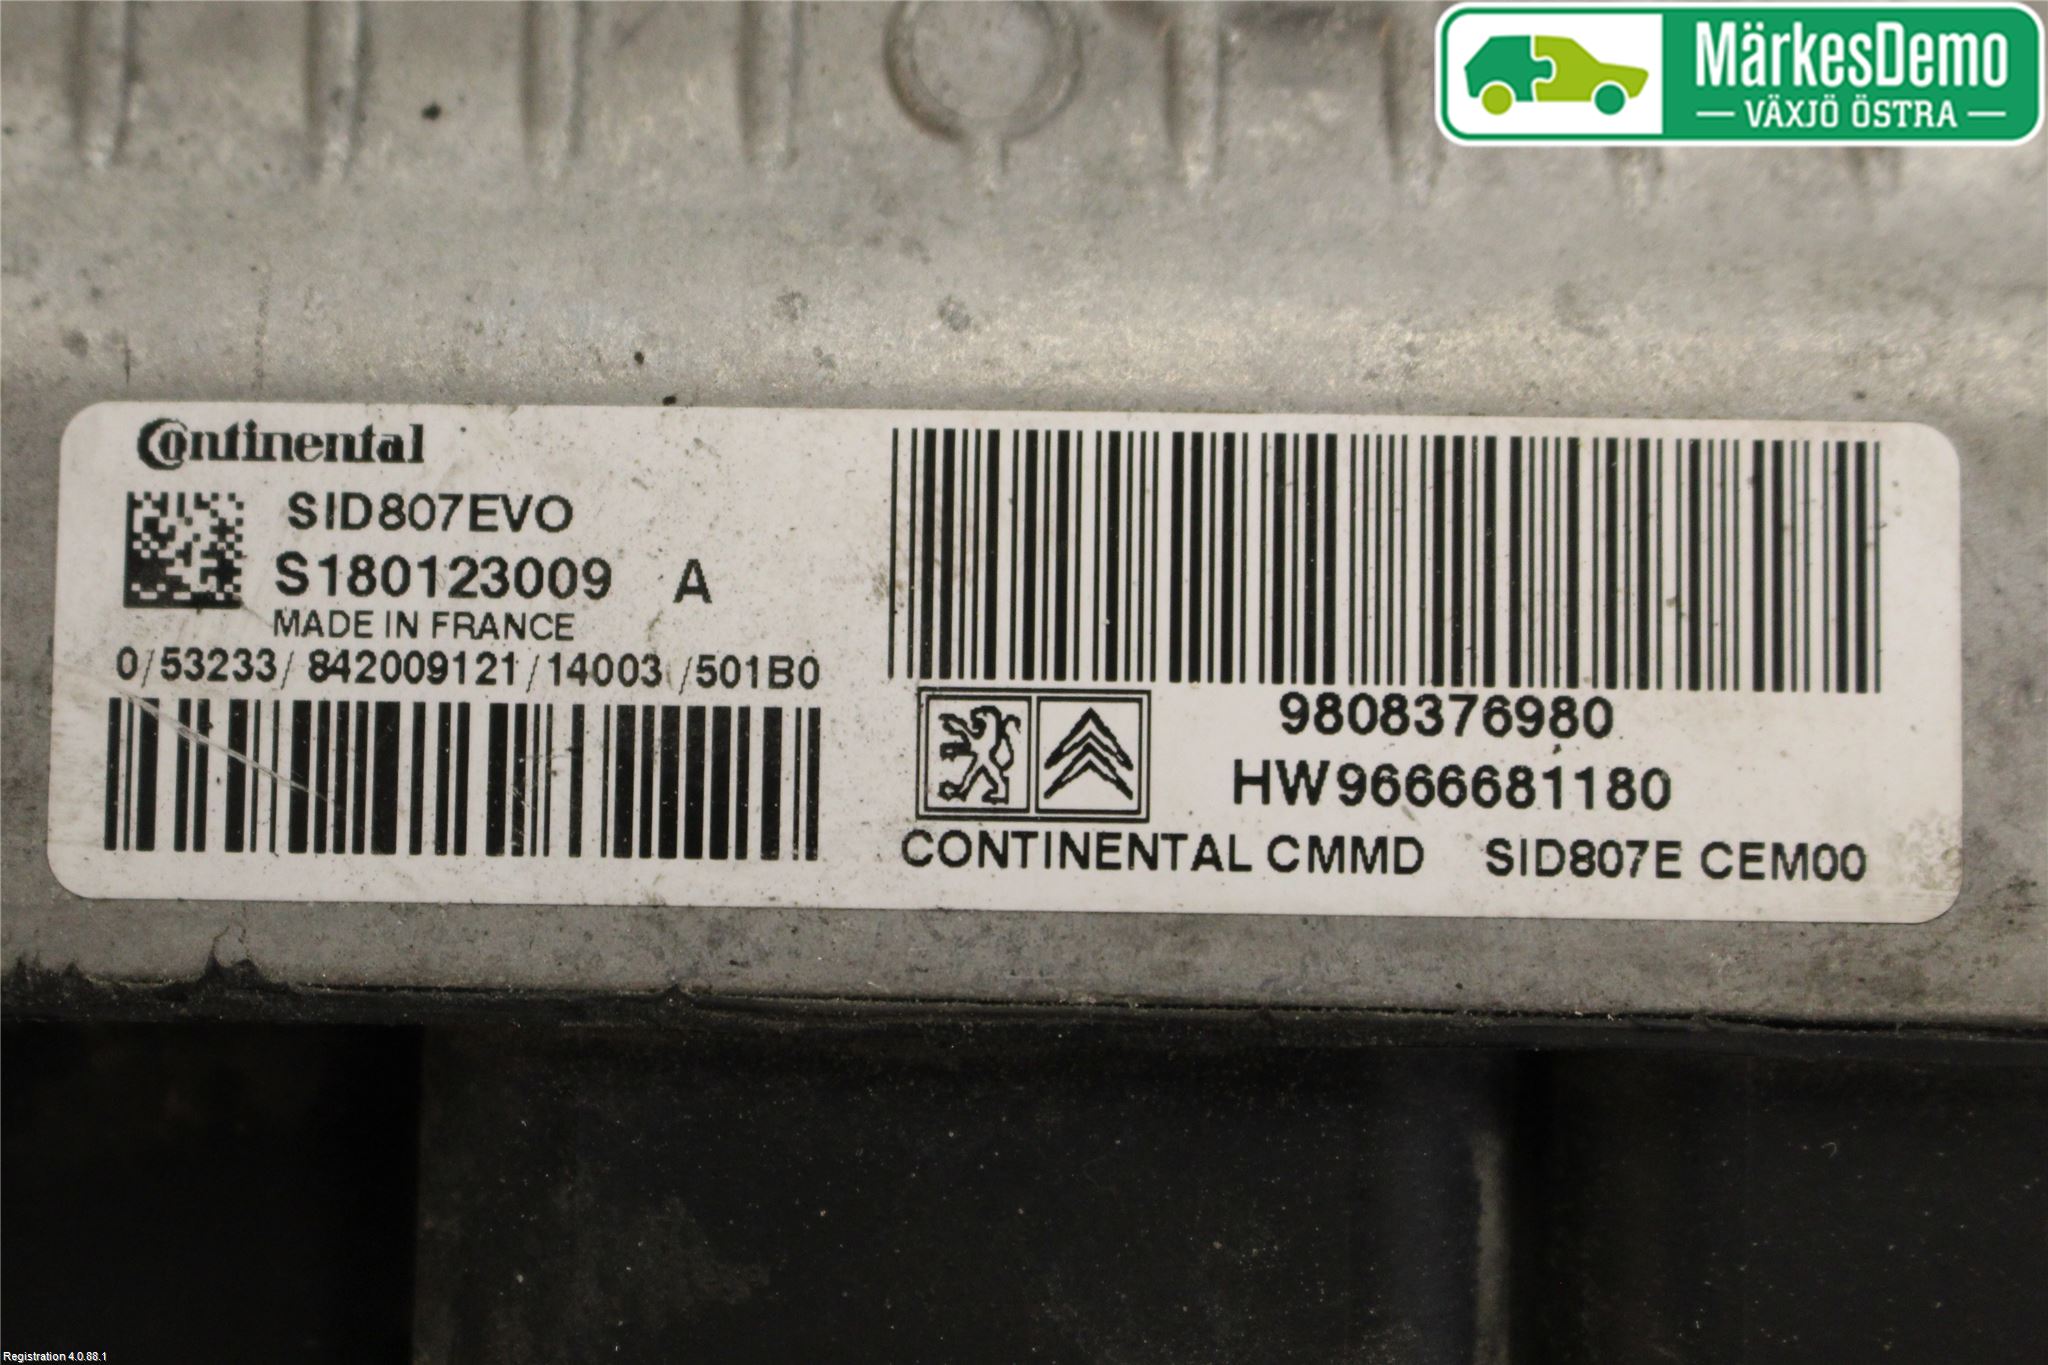 MärkesDemo
VÄXJÖ ÖSTRA
Continental
SID807EVO
S180123009 A
MADE IN FRANCE
0/53233/842009121/14003/501B0
9808376980
HW9666681180
CONTINENTAL CMMD SID807E CEM00
Registration 4.0.88.1